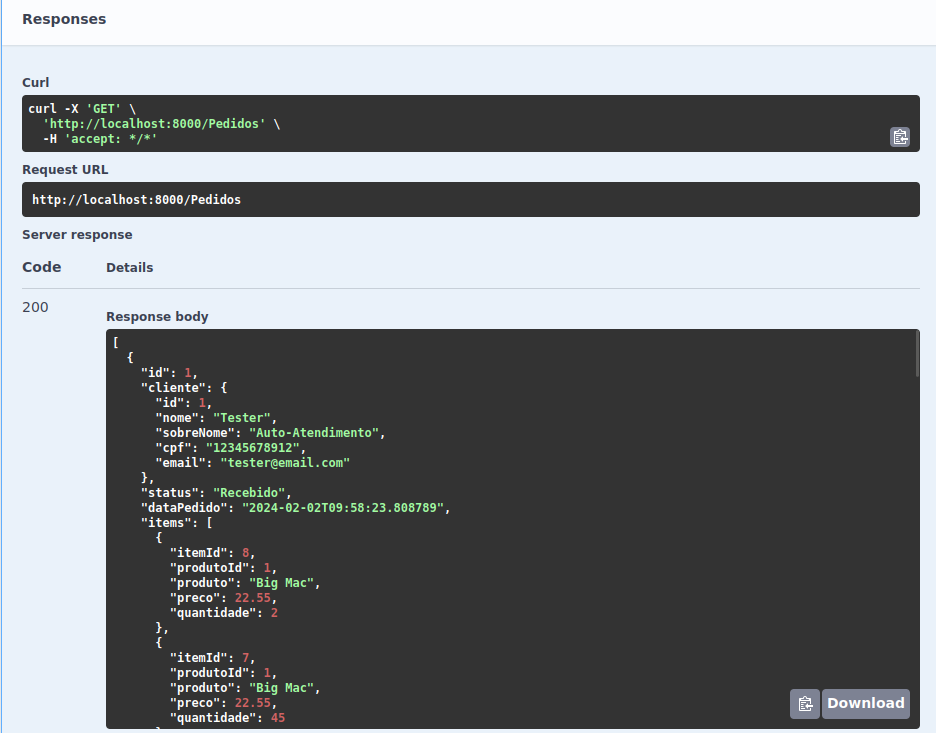 Responses
Curl
curl -X 'GET' \
  'http://localhost:8000/Pedidos' \
  -H 'accept: */*'
Request URL
http://localhost:8000/Pedidos
Server response
Code Details
200
Response body
[
  {
    "id": 1,
    "cliente": {
      "id": 1,
      "nome": "Tester",
      "sobreNome": "Auto-Atendimento",
      "cpf": "12345678912",
      "email": "tester@email.com"
    },
    "status": "Recebido",
    "dataPedido": "2024-02-02T09:58:23.808789",
    "items": [
      {
        "itemId": 8,
        "produtoId": 1,
        "produto": "Big Mac",
        "preco": 22.55,
        "quantidade": 2
      },
      {
        "itemId": 7,
        "produtoId": 1,
        "produto": "Big Mac",
        "preco": 22.55,
        "quantidade": 45
Download